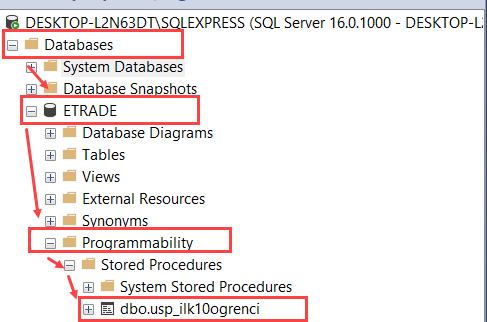 DESKTOP-L2N63DT\SQLEXPRESS (SQL Server 16.0.1000 - DESKTOP-L
Databases
System Databases
Database Snapshots
ETRADE
Database Diagrams
Tables
Views
External Resources
Synonyms
Programmability
Stored Procedures
System Stored Procedures
dbo.usp_ilk10ogrenci